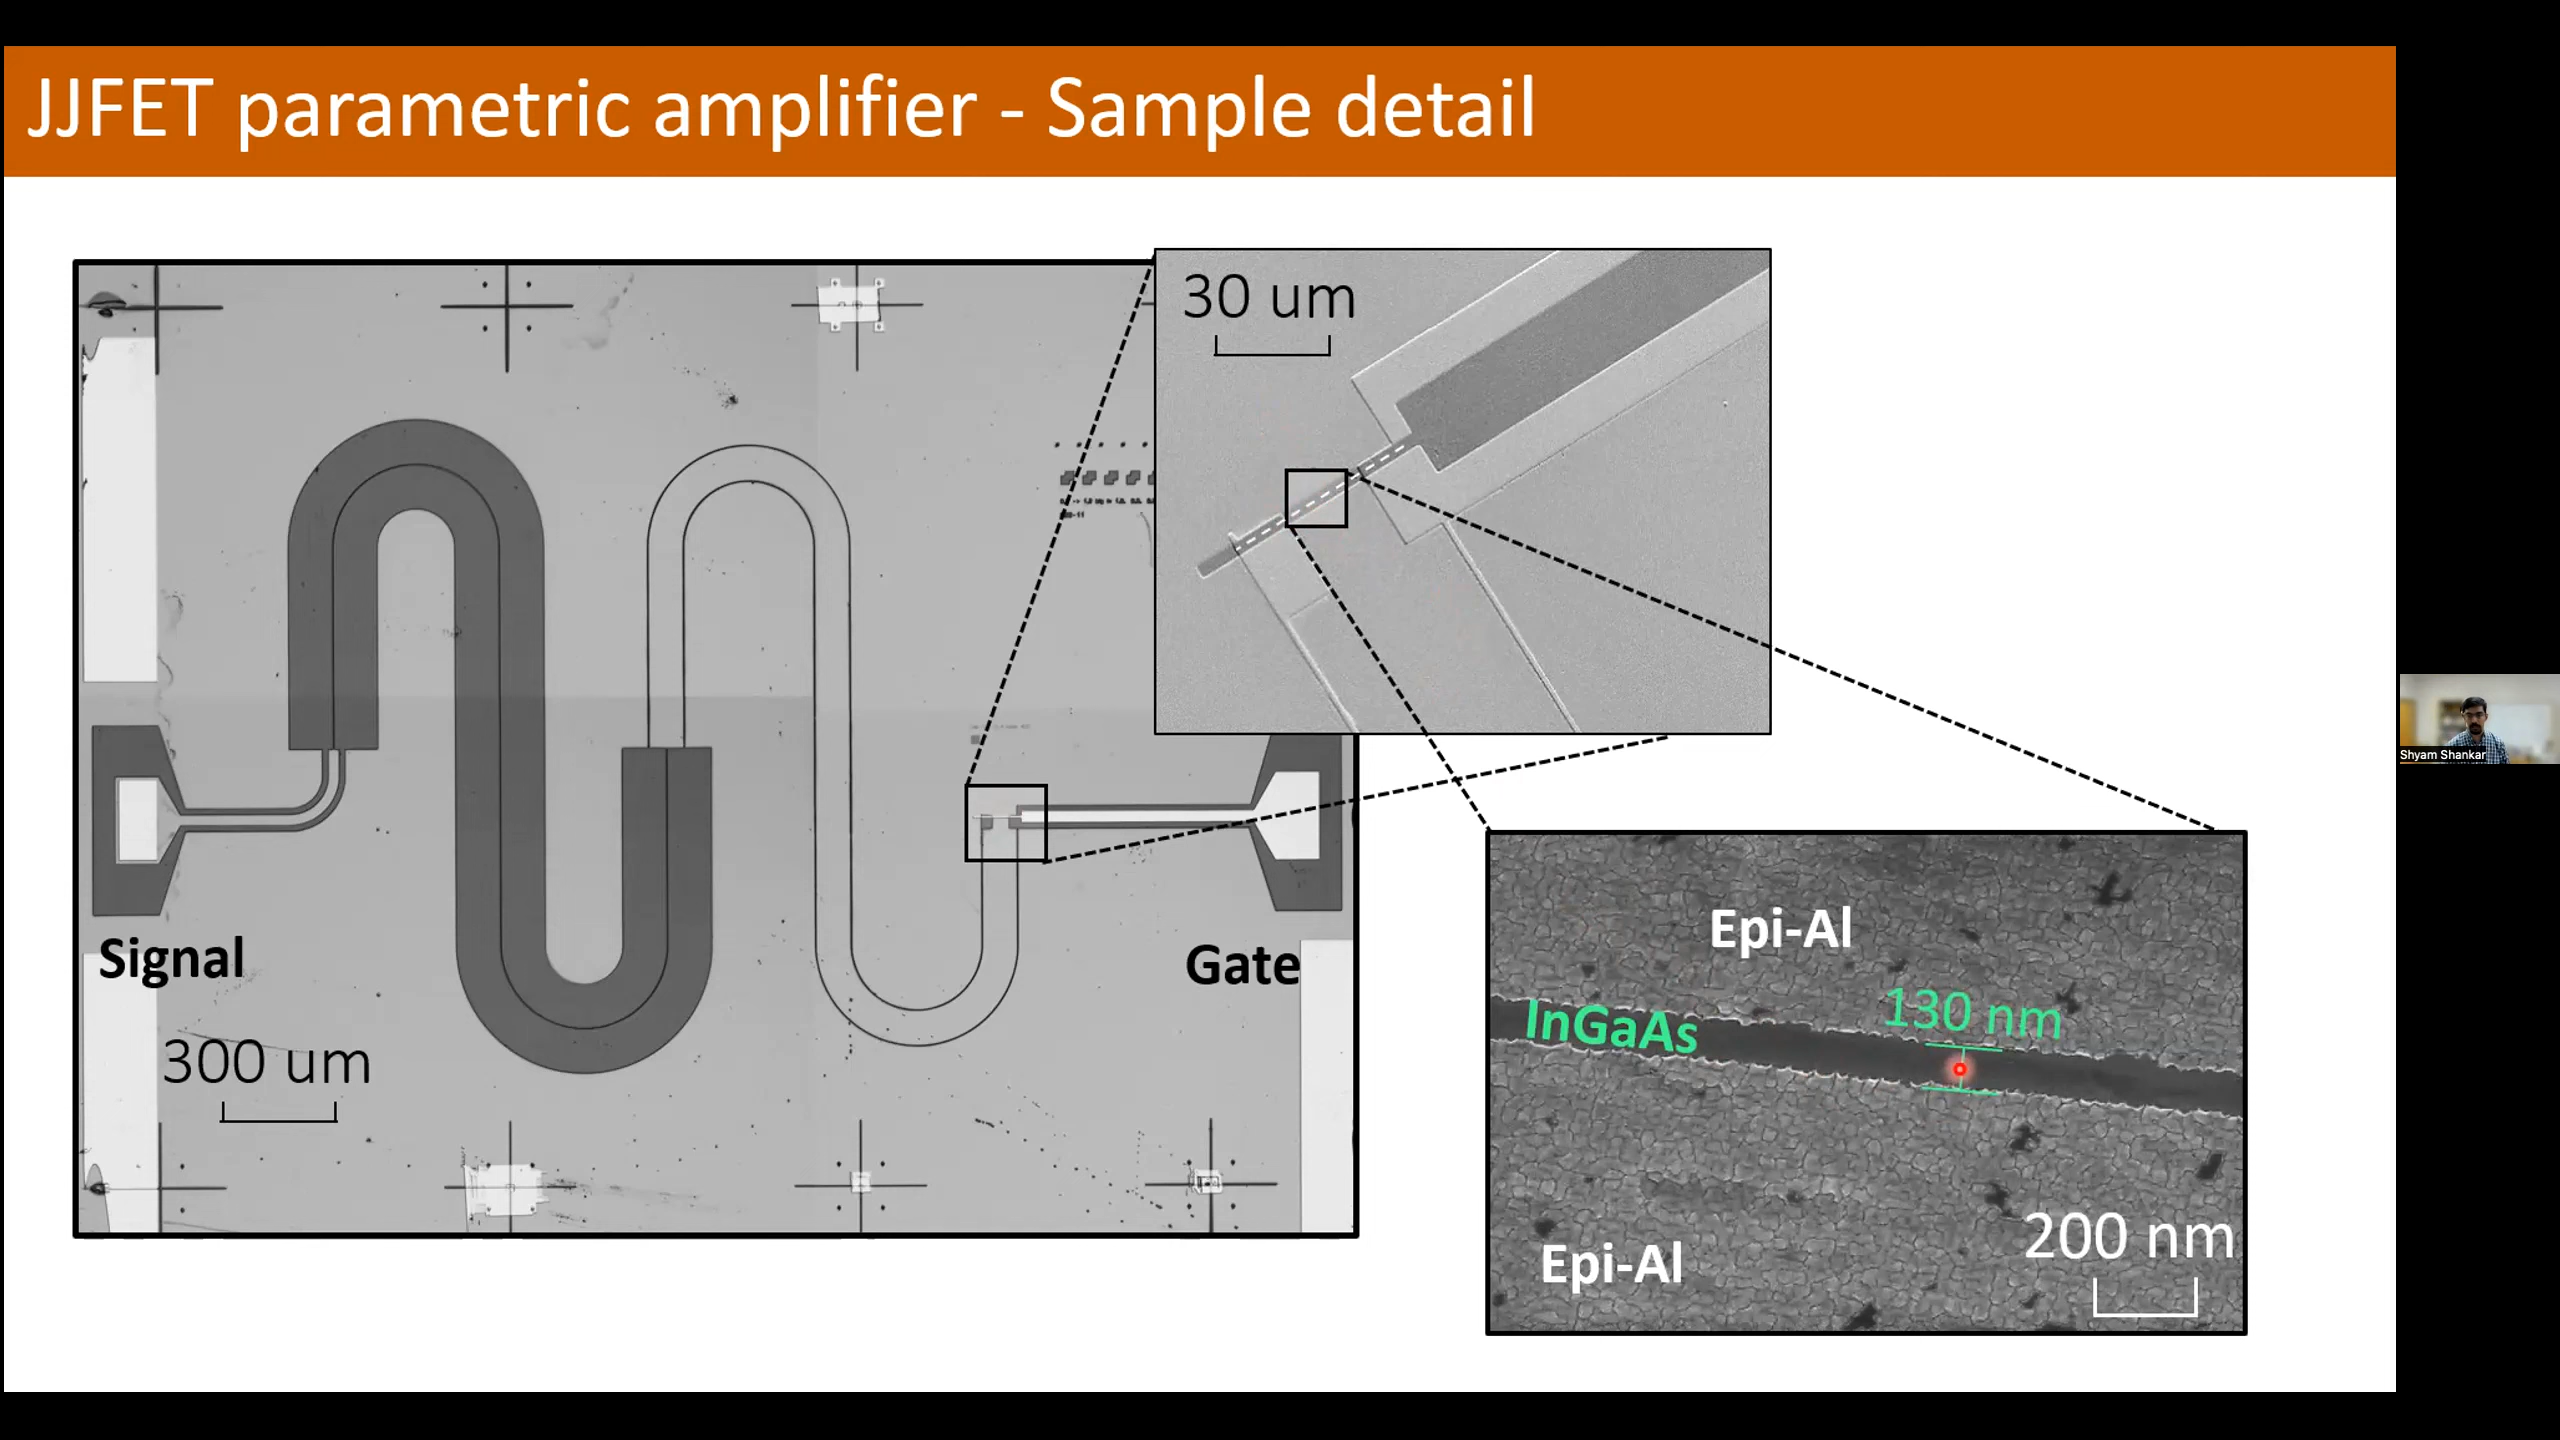 JJFET parametric amplifier - Sample detail
30 um
Signal
Gate
300 um
Epi-Al
InGaAs
130 nm
Epi-Al
200 nm
Shyam Shankar